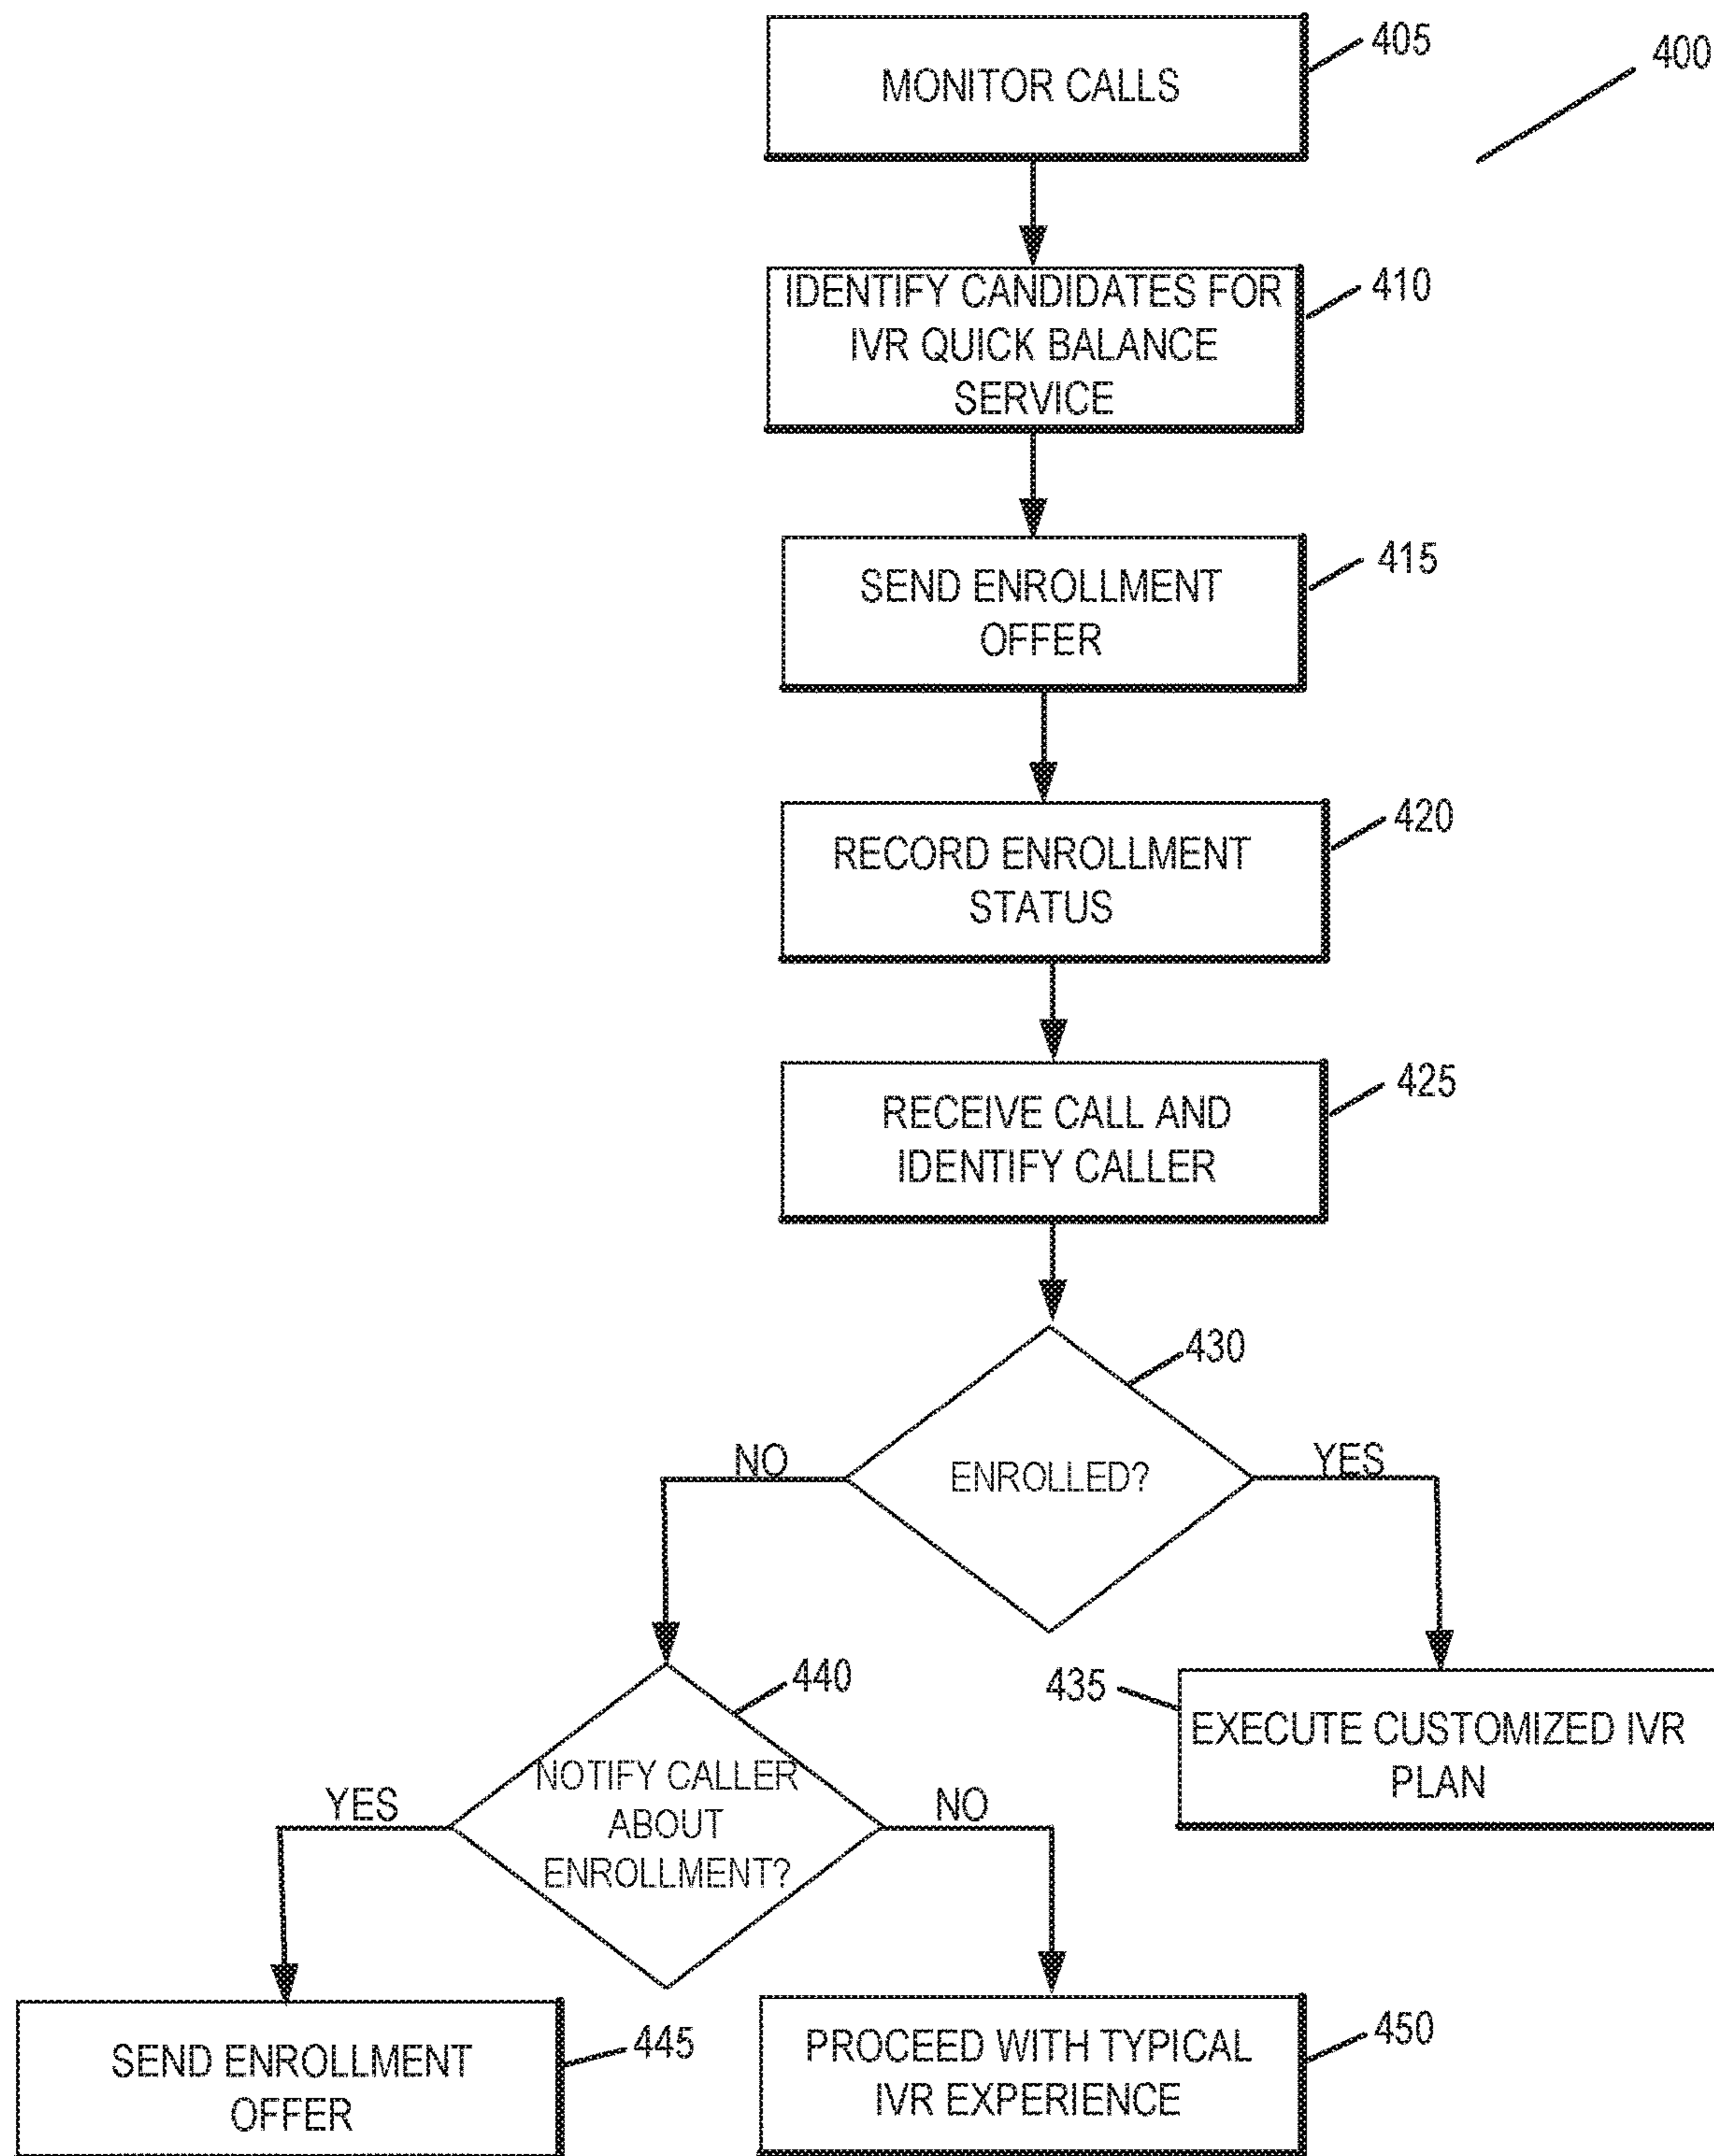 MONITOR CALLS
405
400
IDENTIFY CANDIDATES FOR
IVR QUICK BALANCE
SERVICE
410
SEND ENROLLMENT
OFFER
415
RECORD ENROLLMENT
STATUS
420
RECEIVE CALL AND
IDENTIFY CALLER
425
430
NO
ENROLLED?
YES
440
435
EXECUTE CUSTOMIZED IVR
PLAN
YES
NOTIFY CALLER
ABOUT
ENROLLMENT?
NO
SEND ENROLLMENT
OFFER
445
PROCEED WITH TYPICAL
IVR EXPERIENCE
450